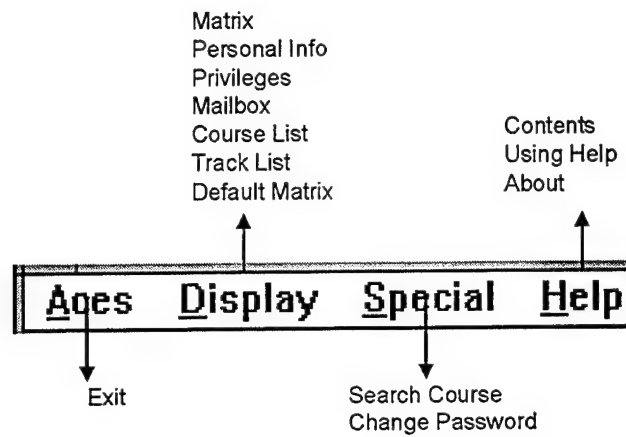 Matrix
Personal Info
Privileges
Mailbox
Course List
Track List
Default Matrix
Contents
Using Help
About
Aces Display Special Help
Exit
Search Course
Change Password